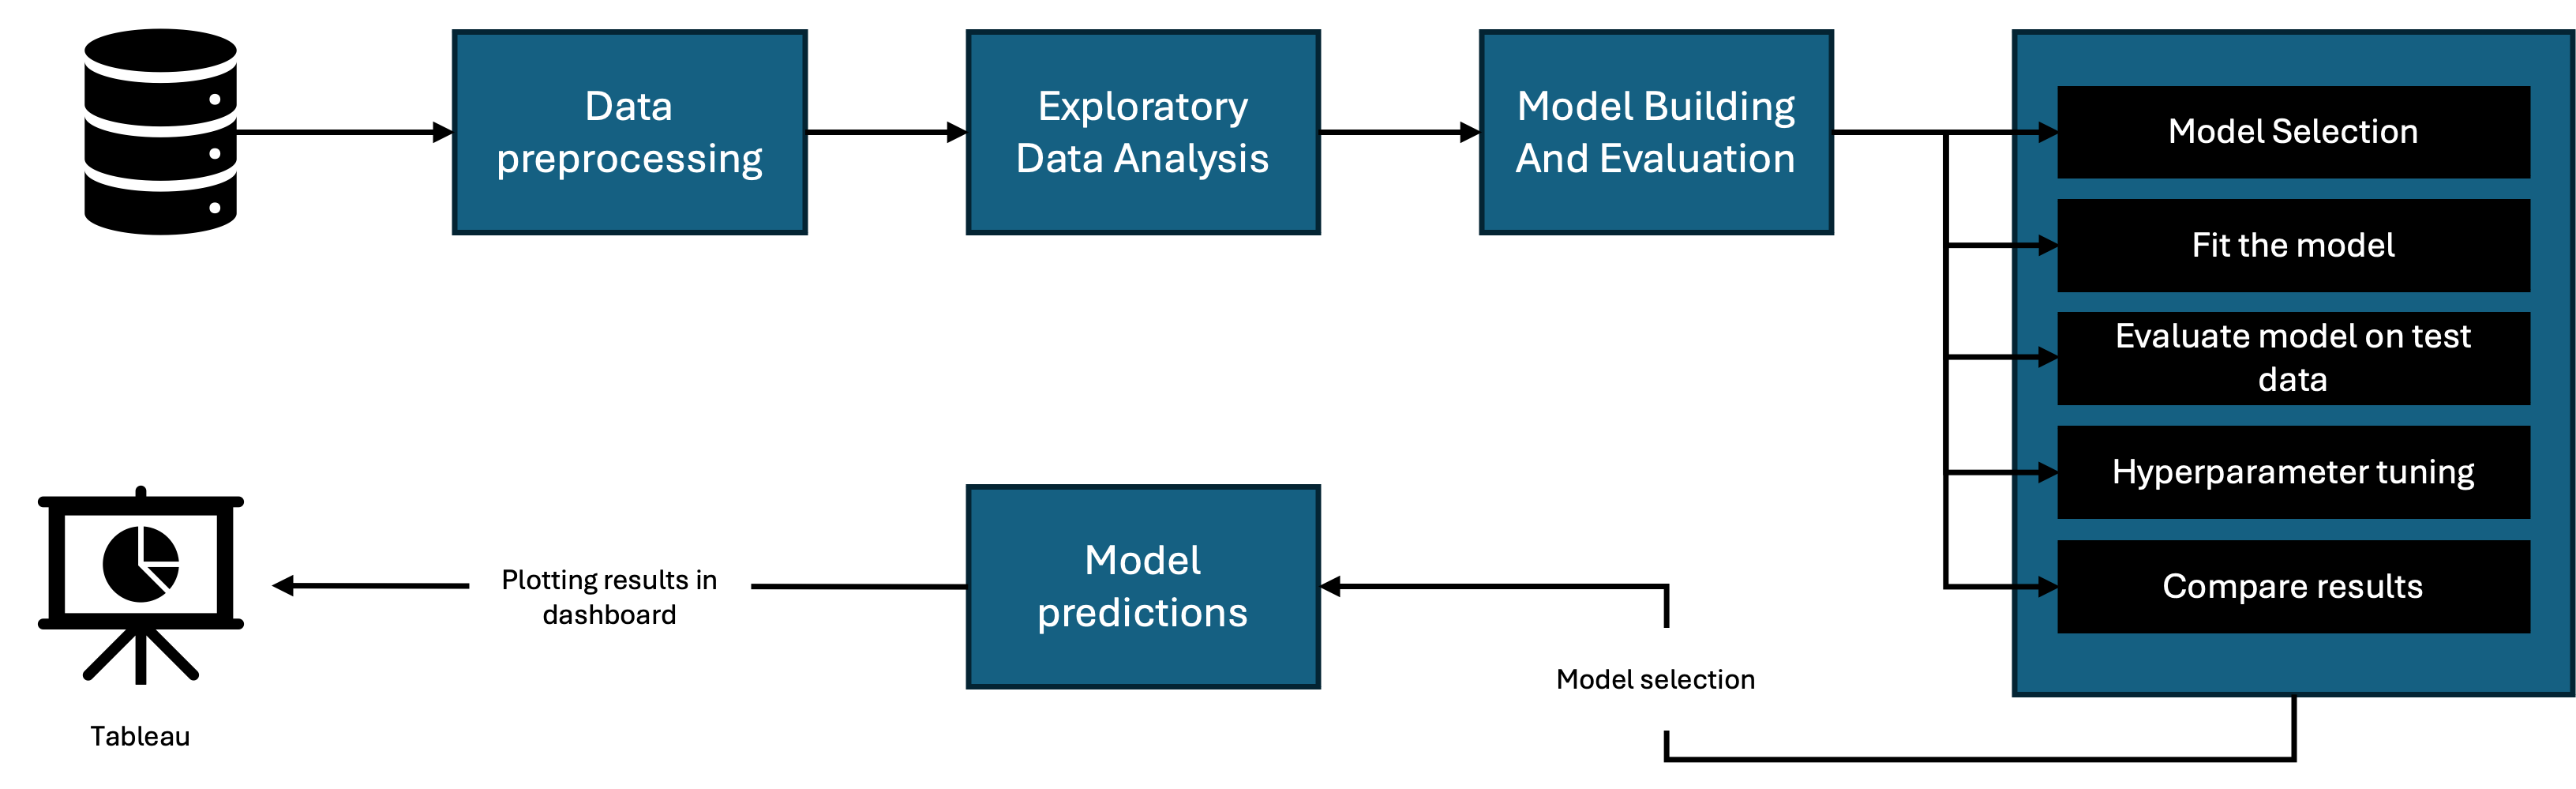 Data
preprocessing
Exploratory
Data Analysis
Model Building
And Evaluation
Model Selection
Fit the model
Evaluate model on test
data
Hyperparameter tuning
Compare results
Model selection
Model
predictions
Plotting results in
dashboard
Tableau